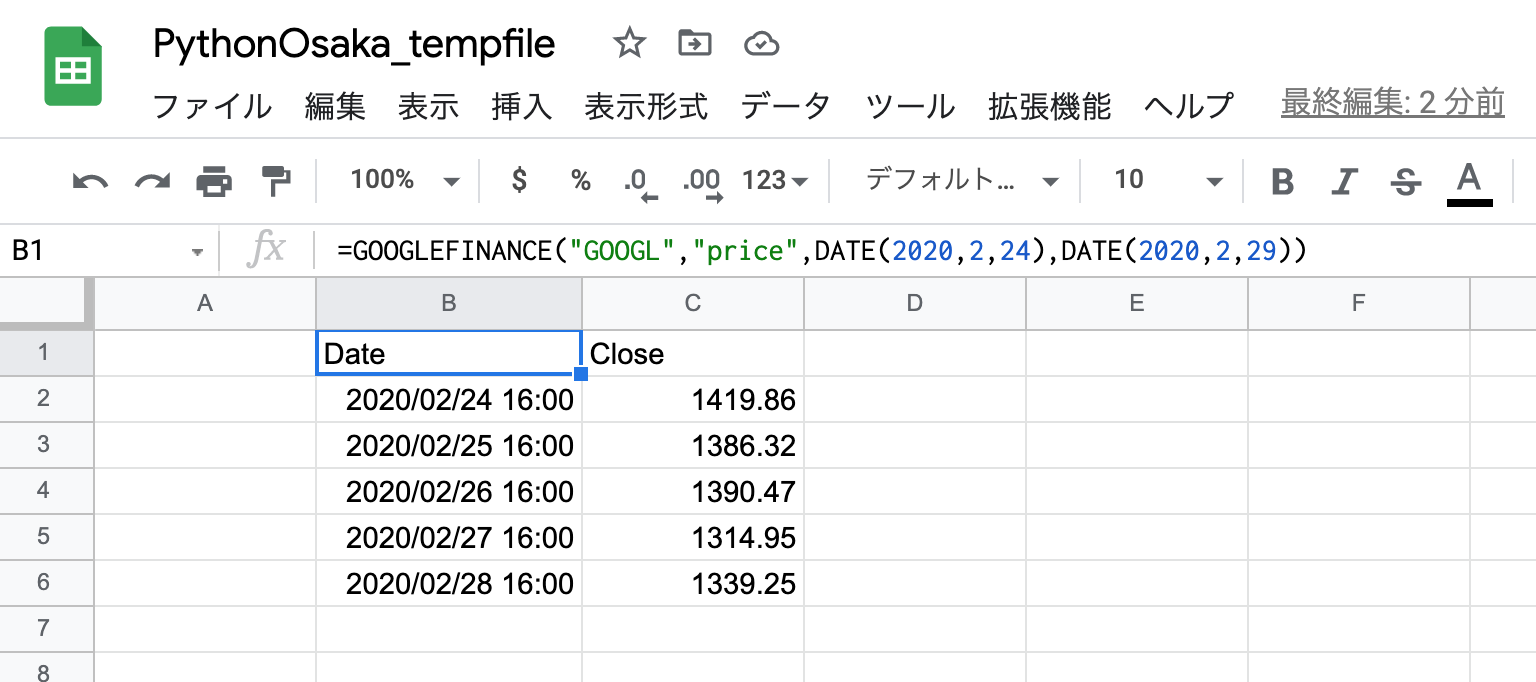 PythonOsaka_tempfile
ファイル 編集 表示 挿入 表示形式 データ ツール 拡張機能 ヘルプ 最終編集: 2 分前
100% $ % .0 .00 123 デフォルト... 10 B I S A
B1 fx =GOOGLEFINANCE("GOOGL","price",DATE(2020,2,24),DATE(2020,2,29))
A B C D E F
1 Date Close
2 2020/02/24 16:00 1419.86
3 2020/02/25 16:00 1386.32
4 2020/02/26 16:00 1390.47
5 2020/02/27 16:00 1314.95
6 2020/02/28 16:00 1339.25
7
8